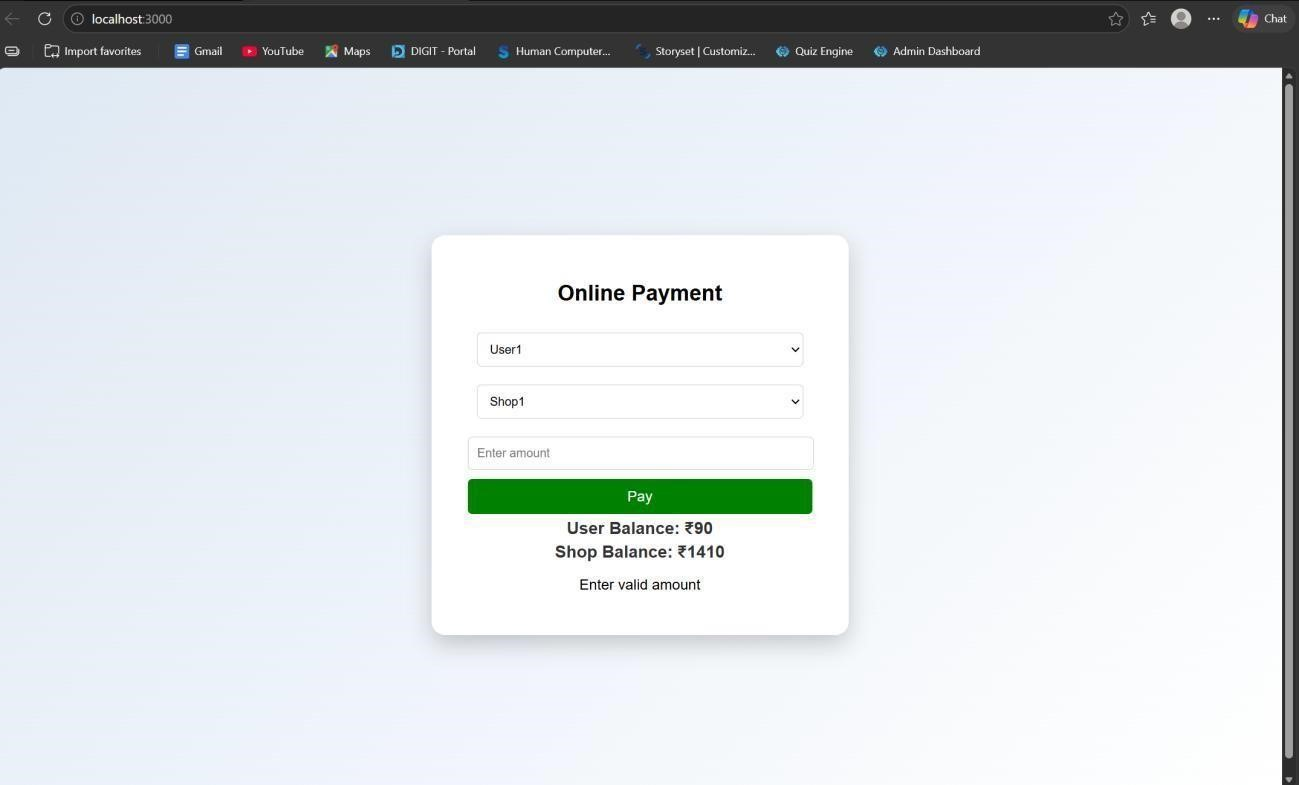 localhost:3000
Chat
Import favorites Gmail YouTube Maps DIGIT - Portal Human Computer... Storyset | Customiz... Quiz Engine Admin Dashboard
Online Payment
User1
Shop1
Enter amount
Pay
User Balance: ₹90
Shop Balance: ₹1410
Enter valid amount